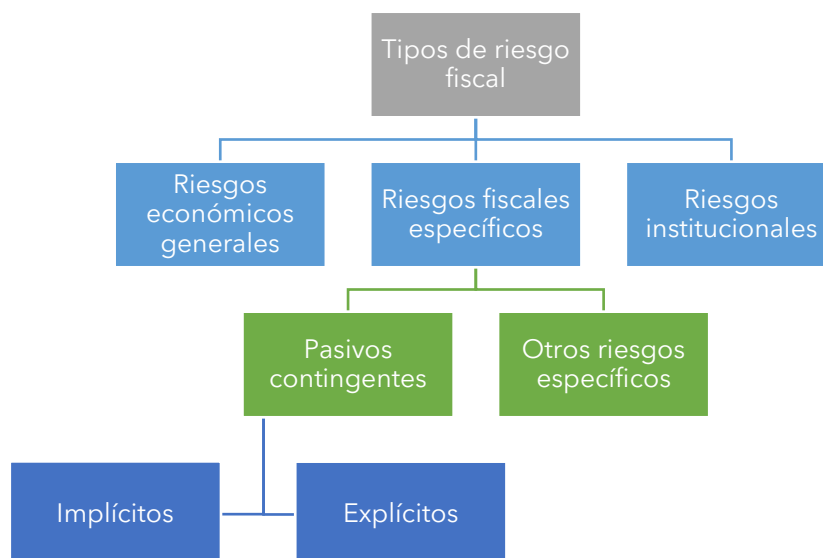 Tipos de riesgo
fiscal
Riesgos
económicos
generales
Riesgos fiscales
específicos
Riesgos
institucionales
Pasivos
contingentes
Otros riesgos
específicos
Implícitos
Explícitos